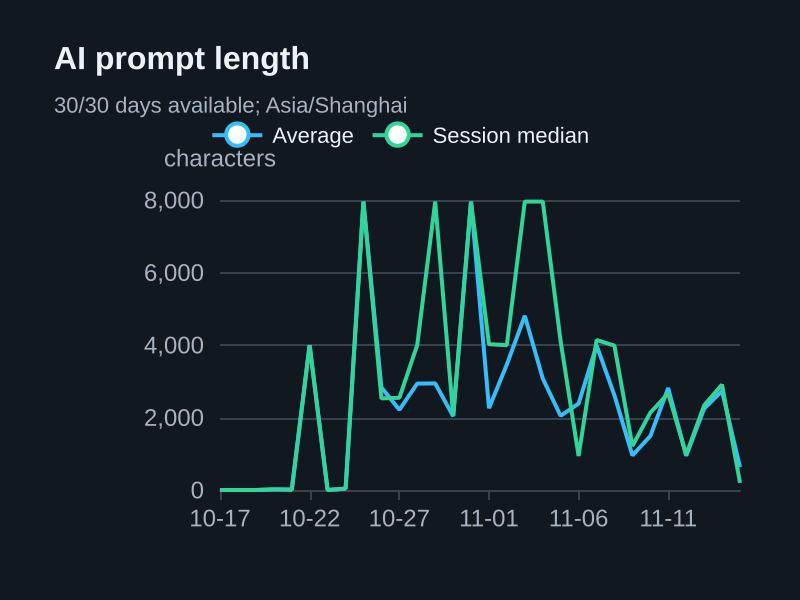 AI prompt length
30/30 days available; Asia/Shanghai
Average Session median
characters
8,000
6,000
4,000
2,000
0
10-17 10-22 10-27 11-01 11-06 11-11